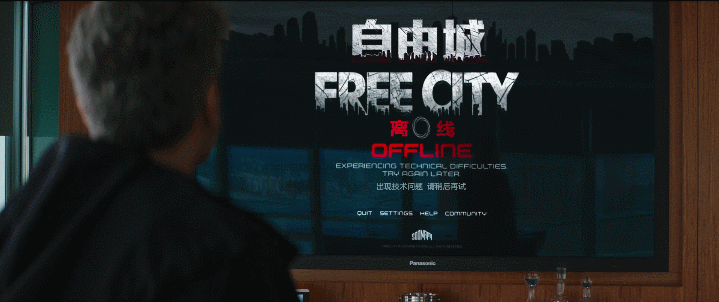 自由城
FREE CITY
离 线
OFFLINE
EXPERIENCING TECHNICAL DIFFICULTIES.
TRY AGAIN LATER.
出现技术问题 请稍后再试
QUIT SETTINGS HELP COMMUNITY
Panasonic